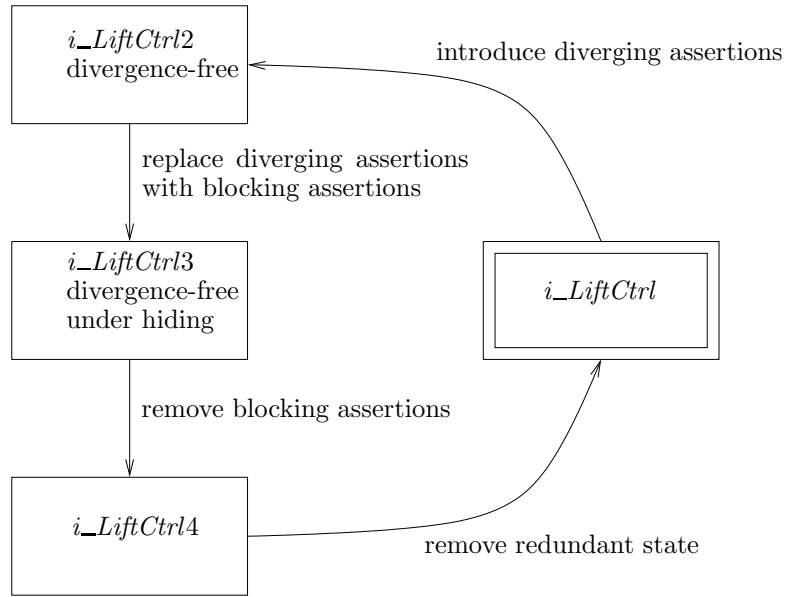 i_LiftCtrl2
divergence-free
introduce diverging assertions
replace diverging assertions
with blocking assertions
i_LiftCtrl3
divergence-free
under hiding
i_LiftCtrl
remove blocking assertions
i_LiftCtrl4
remove redundant state